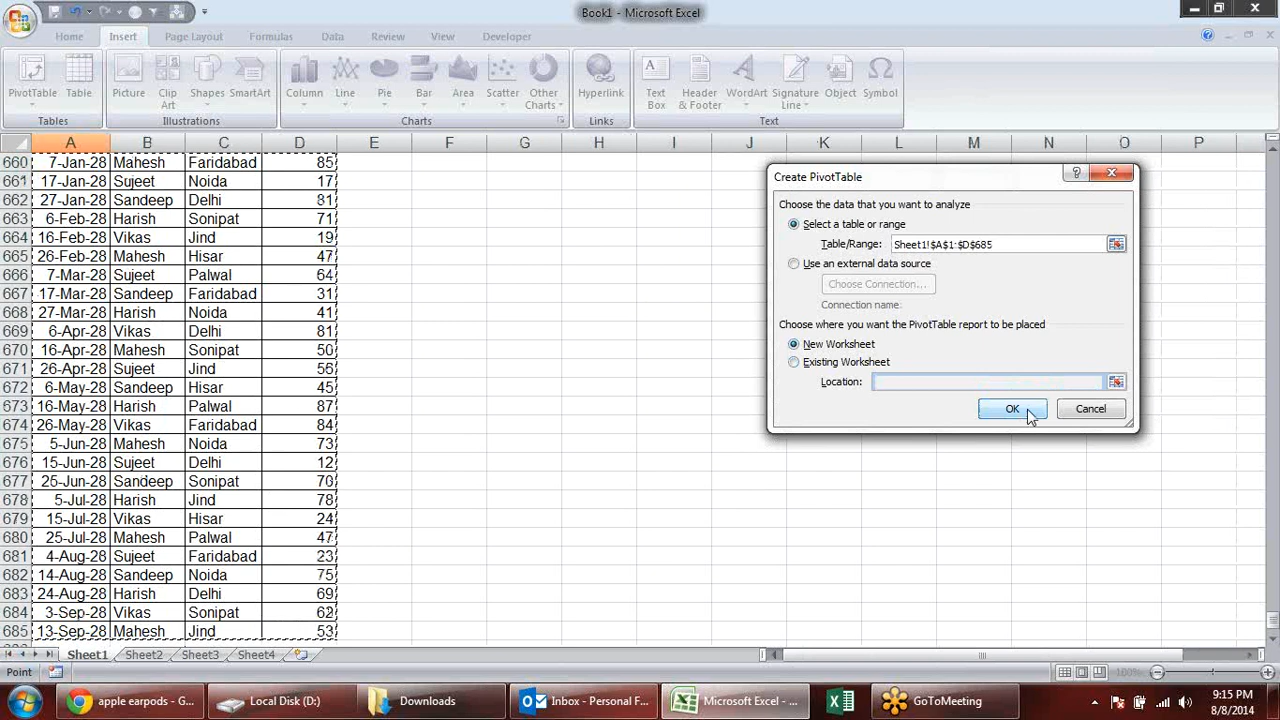 Book1 - Microsoft Excel
Home Insert Page Layout Formulas Data Review View Developer
PivotTable Table Picture Clip Art Shapes SmartArt Column Line Pie Bar Area Scatter Other Charts Hyperlink Text Box Header & Footer WordArt Signature Line Object Symbol
Tables Illustrations Charts Links Text
A B C D E F G H I J K L M N O P
660 7-Jan-28 Mahesh Faridabad 85
661 17-Jan-28 Sujeet Noida 17
662 27-Jan-28 Sandeep Delhi 81
663 6-Feb-28 Harish Sonipat 71
664 16-Feb-28 Vikas Jind 19
665 26-Feb-28 Mahesh Hisar 47
666 7-Mar-28 Sujeet Palwal 64
667 17-Mar-28 Sandeep Faridabad 31
668 27-Mar-28 Harish Noida 41
669 6-Apr-28 Vikas Delhi 81
670 16-Apr-28 Mahesh Sonipat 50
671 26-Apr-28 Sujeet Jind 56
672 6-May-28 Sandeep Hisar 45
673 16-May-28 Harish Palwal 87
674 26-May-28 Vikas Faridabad 84
675 5-Jun-28 Mahesh Noida 73
676 15-Jun-28 Sujeet Delhi 12
677 25-Jun-28 Sandeep Sonipat 70
678 5-Jul-28 Harish Jind 78
679 15-Jul-28 Vikas Hisar 24
680 25-Jul-28 Mahesh Palwal 47
681 4-Aug-28 Sujeet Faridabad 23
682 14-Aug-28 Sandeep Noida 75
683 24-Aug-28 Harish Delhi 69
684 3-Sep-28 Vikas Sonipat 62
685 13-Sep-28 Mahesh Jind 53
Create PivotTable
?
Choose the data that you want to analyze
Select a table or range
Table/Range: Sheet1!$A$1:$D$685
Use an external data source
Choose Connection...
Connection name:
Choose where you want the PivotTable report to be placed
New Worksheet
Existing Worksheet
Location:
OK Cancel
Sheet1 Sheet2 Sheet3 Sheet4
Point 100%
apple earpods - G... Local Disk (D:) Downloads Inbox - Personal F... Microsoft Excel - ... GoToMeeting
9:15 PM
8/8/2014